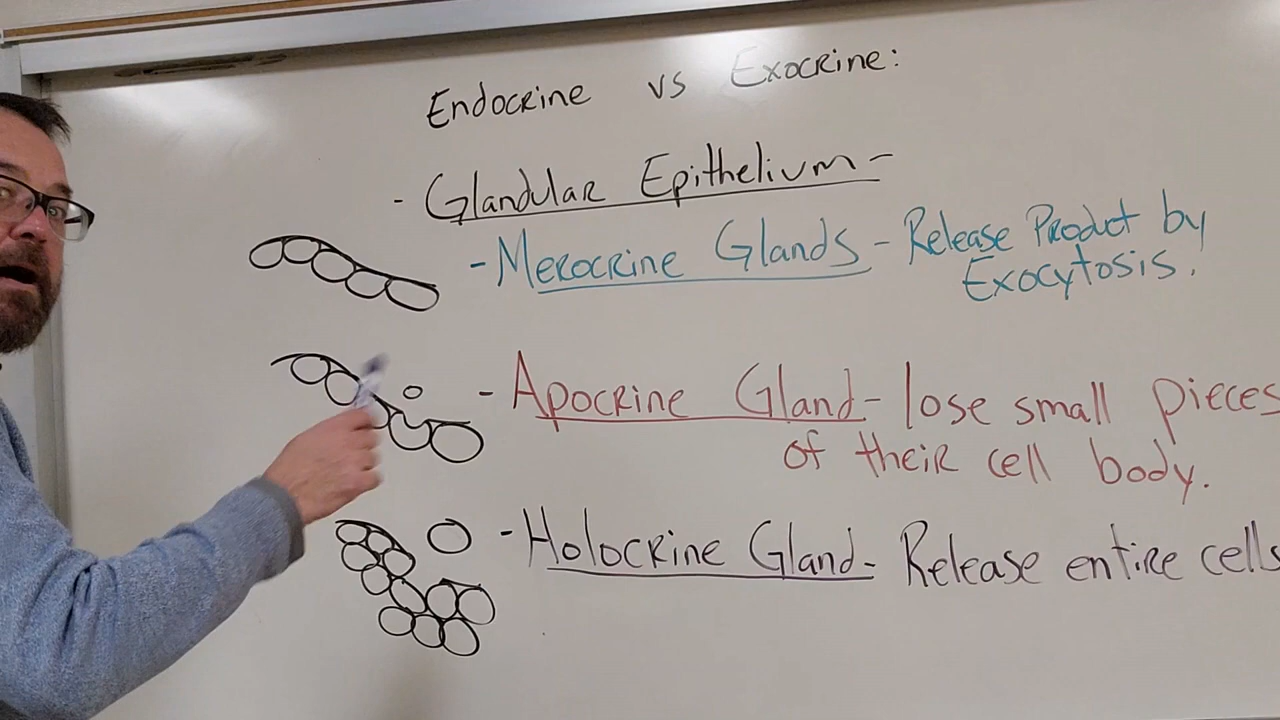 Endocrine vs Exocrine:
- Glandular Epithelium-
- Merocrine Glands - Release Product by
Exocytosis.
- Apocrine Gland- lose small pieces
of their cell body.
- Holocrine Gland- Release entire cells